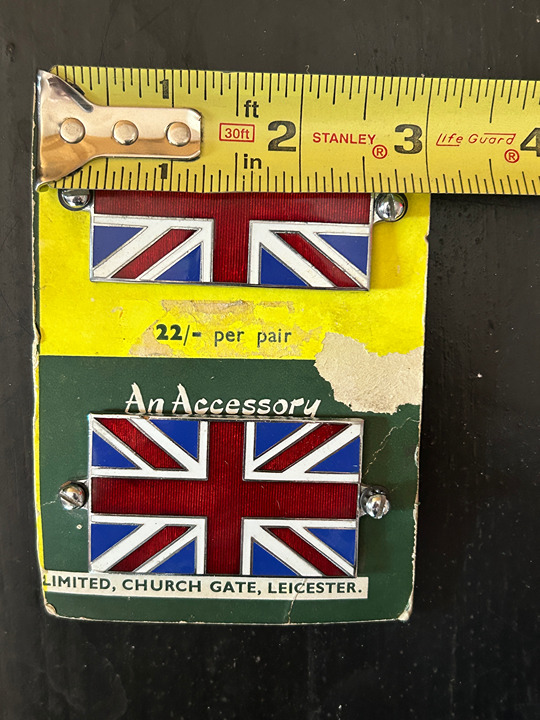 1 ft
30ft 2 STANLEY ® 3 Life Guard ® 4
1 in
22/- per pair
An Accessory
LIMITED, CHURCH GATE, LEICESTER.